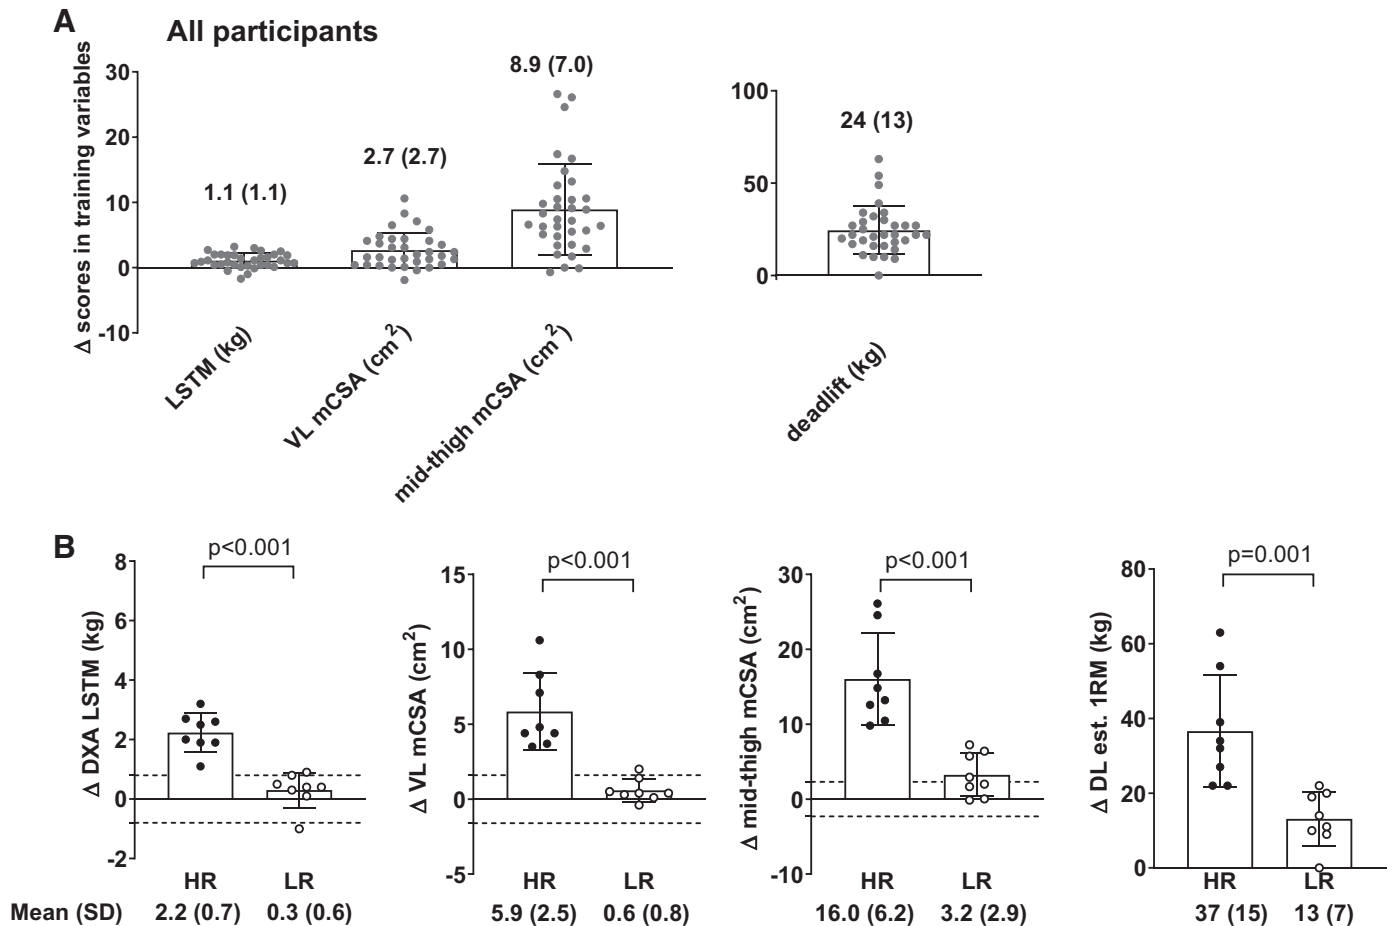 A
All participants
Δ scores in training variables
30
20
10
0
-10
1.1 (1.1)
2.7 (2.7)
8.9 (7.0)
LSTM (kg)
VL mCSA (cm²)
mid-thigh mCSA (cm²)
100
50
0
24 (13)
deadlift (kg)
B
Δ DXA LSTM (kg)
8
6
4
2
0
-2
p<0.001
HR LR
Δ VL mCSA (cm²)
15
10
5
0
-5
p<0.001
HR LR
Δ mid-thigh mCSA (cm²)
30
20
10
0
-10
p<0.001
HR LR
Δ DL est. 1RM (kg)
80
60
40
20
0
p=0.001
HR LR
Mean (SD) 2.2 (0.7) 0.3 (0.6) 5.9 (2.5) 0.6 (0.8) 16.0 (6.2) 3.2 (2.9) 37 (15) 13 (7)